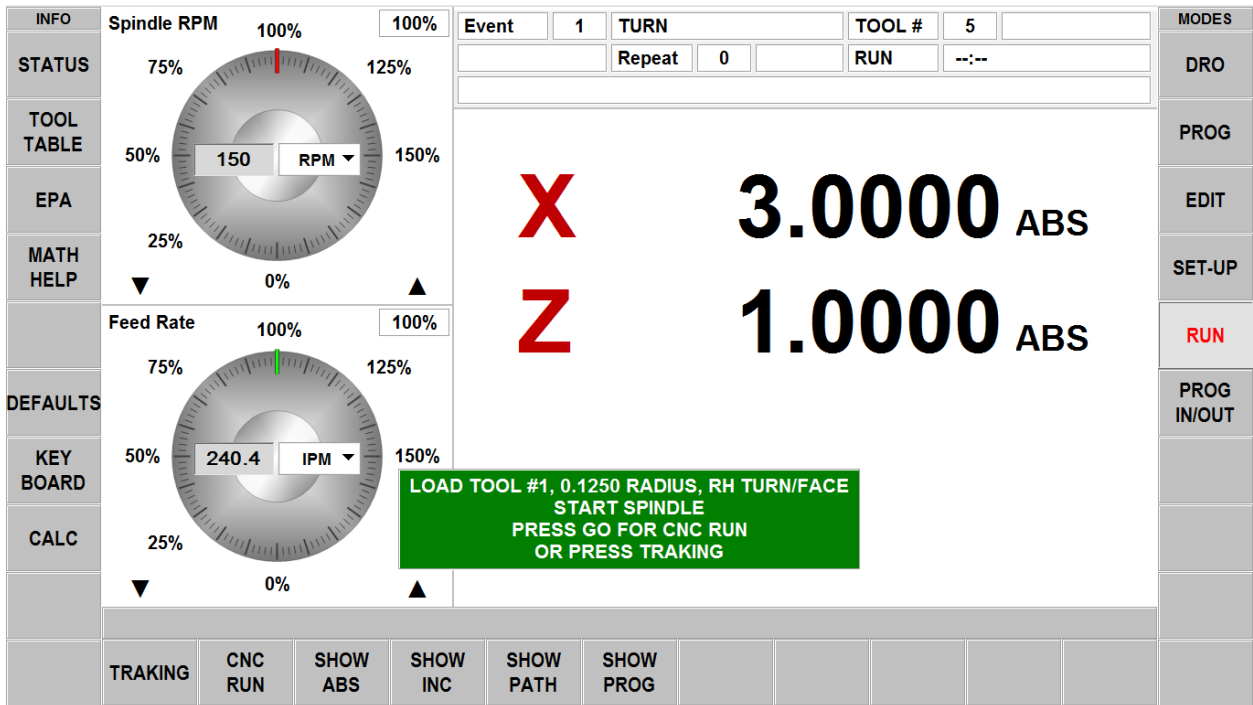 INFO
STATUS
TOOL
TABLE
EPA
MATH
HELP
DEFAULTS
KEY
BOARD
CALC
Spindle RPM 100% 100%
75% 125%
50% 150 RPM 150%
25%
0%
Feed Rate 100% 100%
75% 125%
50% 240.4 IPM 150%
25%
0%
Event 1 TURN TOOL # 5
Repeat 0 RUN --:--
X 3.0000 ABS
Z 1.0000 ABS
LOAD TOOL #1, 0.1250 RADIUS, RH TURN/FACE
START SPINDLE
PRESS GO FOR CNC RUN
OR PRESS TRAKING
MODES
DRO
PROG
EDIT
SET-UP
RUN
PROG
IN/OUT
TRAKING
CNC
RUN
SHOW
ABS
SHOW
INC
SHOW
PATH
SHOW
PROG